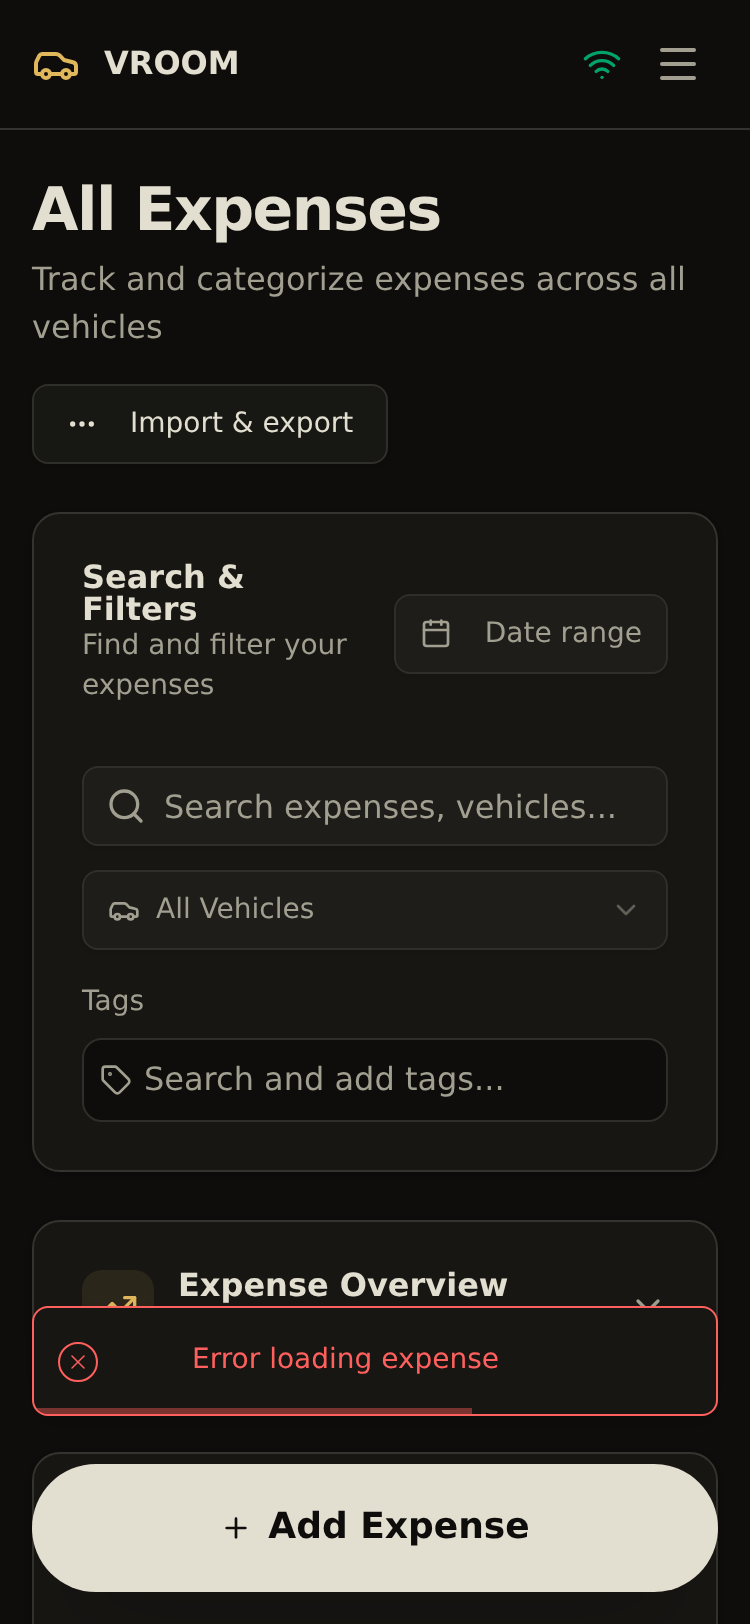 VROOM
All Expenses
Track and categorize expenses across all
vehicles
Import & export
Search &
Filters
Find and filter your
expenses
Date range
Search expenses, vehicles...
All Vehicles
Tags
Search and add tags...
Expense Overview
Error loading expense
+ Add Expense